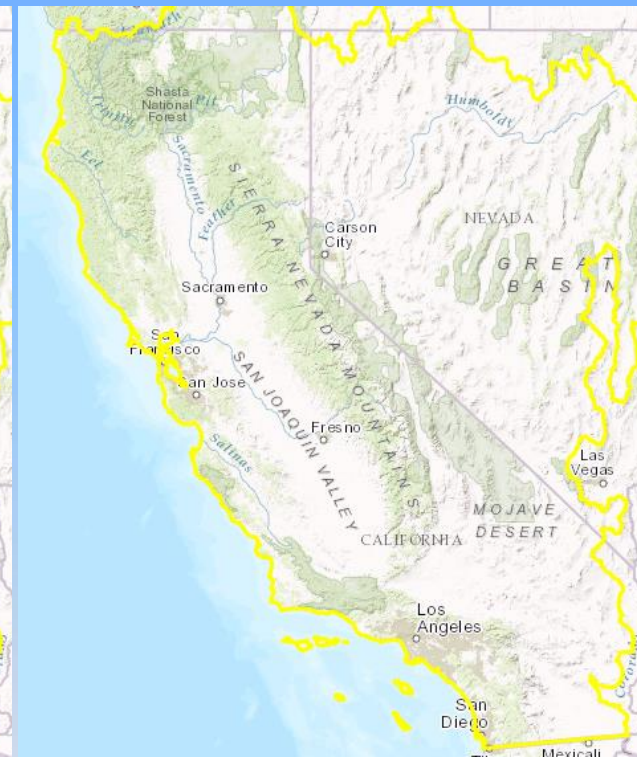 Klamath
Shasta
National
Forest
Pit
Trinity
Humboldt
Eel
Sacramento
Feather
SIERRA NEVADA MOUNTAINS
Carson
City
NEVADA
GREAT
BASIN
Sacramento
San
Francisco
San Jose
SAN JOAQUIN VALLEY
Fresno
Salinas
Las
Vegas
MOJAVE
DESERT
CALIFORNIA
Los
Angeles
San
Diego
Mexicali